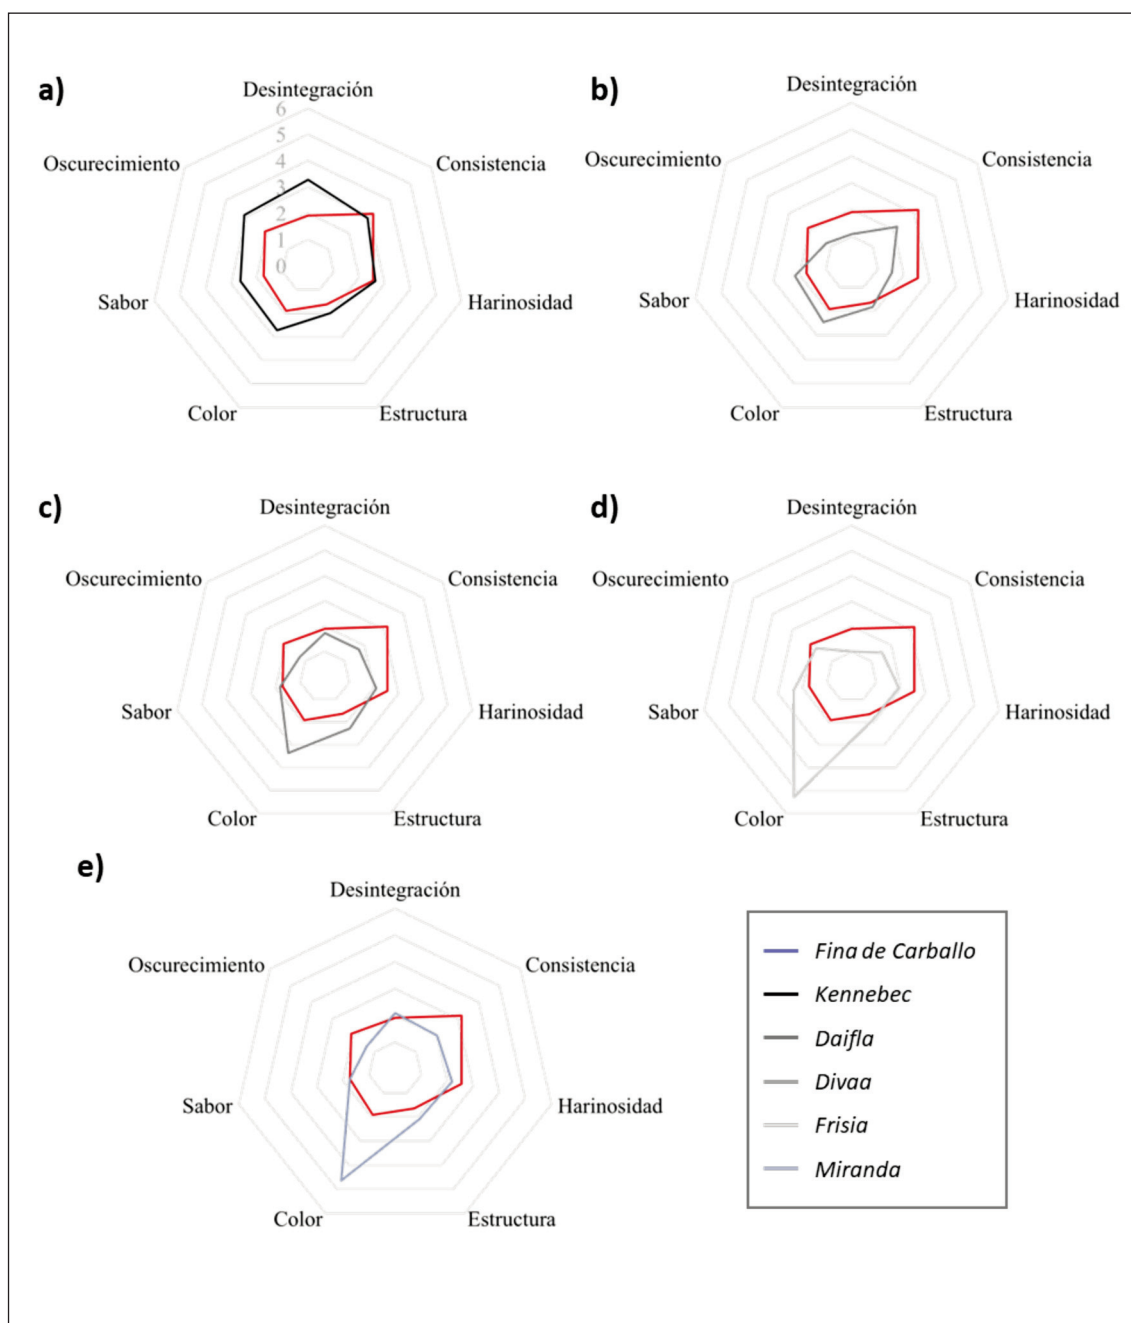 a)
Desintegración
6
5
4
3
2
1
0
Oscurecimiento
Consistencia
Sabor
Harinosidad
Color
Estructura
b)
Desintegración
Oscurecimiento
Consistencia
Sabor
Harinosidad
Color
Estructura
c)
Desintegración
Oscurecimiento
Consistencia
Sabor
Harinosidad
Color
Estructura
d)
Desintegración
Oscurecimiento
Consistencia
Sabor
Harinosidad
Color
Estructura
e)
Desintegración
Oscurecimiento
Consistencia
Sabor
Harinosidad
Color
Estructura
Fina de Carballo
Kennebec
Daifla
Divaa
Frisia
Miranda